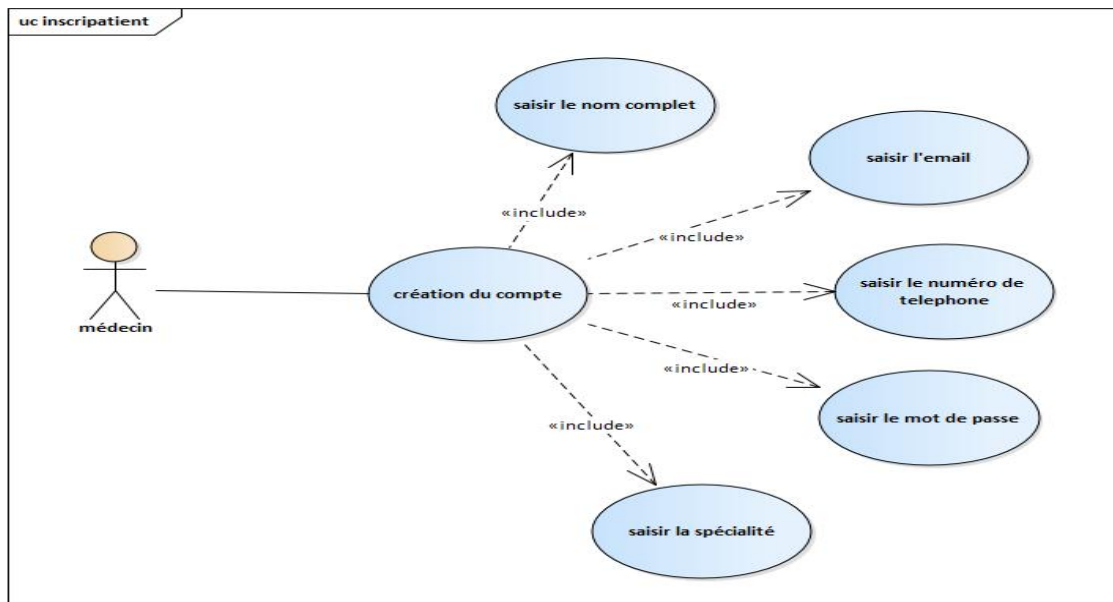 uc inscripatient
saisir le nom complet
saisir l'email
«include»
«include»
création du compte
saisir le numéro de
telephone
«include»
médecin
«include»
saisir le mot de passe
«include»
saisir la spécialité